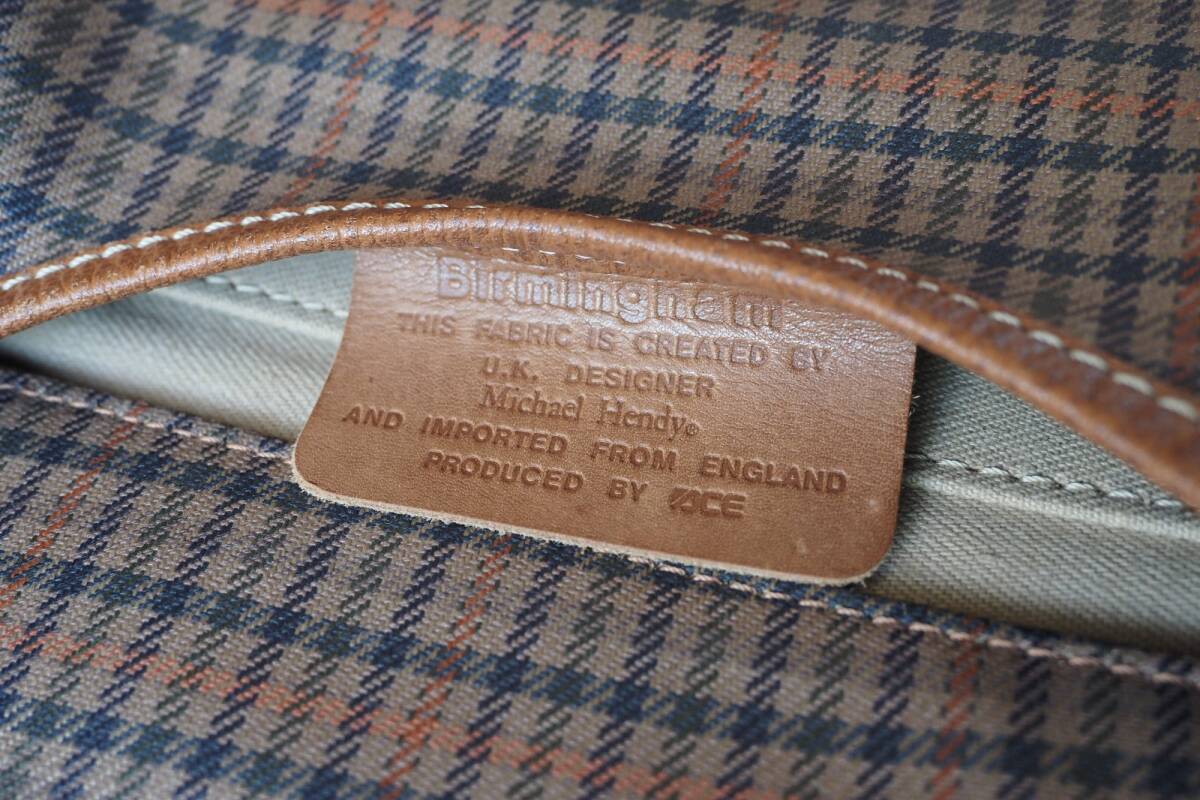 Birmingham
THIS FABRIC IS CREATED BY
U.K. DESIGNER
Michael Hendy®
AND IMPORTED FROM ENGLAND
PRODUCED BY ACE